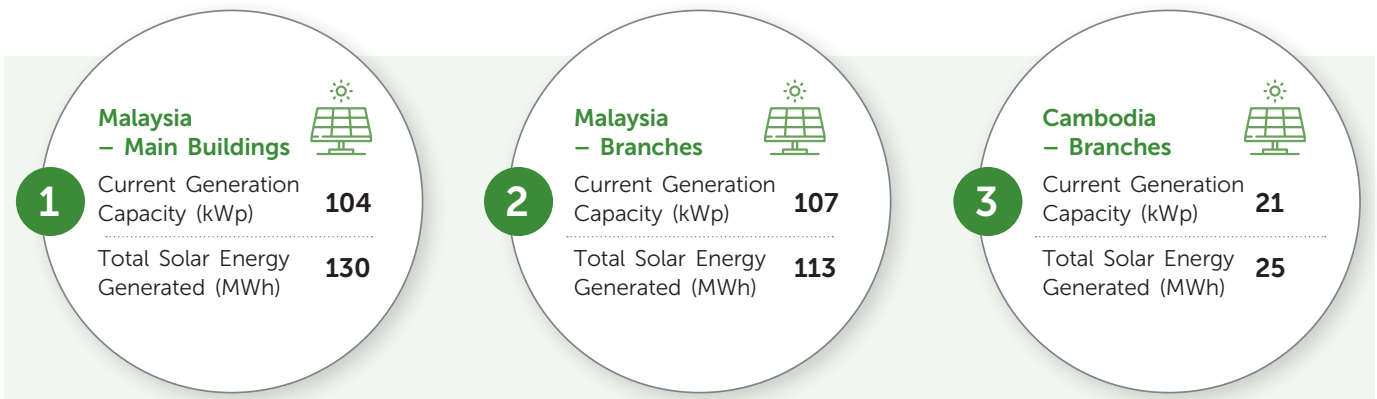 1
Malaysia
– Main Buildings
Current Generation
Capacity (kWp)
104
Total Solar Energy
Generated (MWh)
130
2
Malaysia
– Branches
Current Generation
Capacity (kWp)
107
Total Solar Energy
Generated (MWh)
113
3
Cambodia
– Branches
Current Generation
Capacity (kWp)
21
Total Solar Energy
Generated (MWh)
25